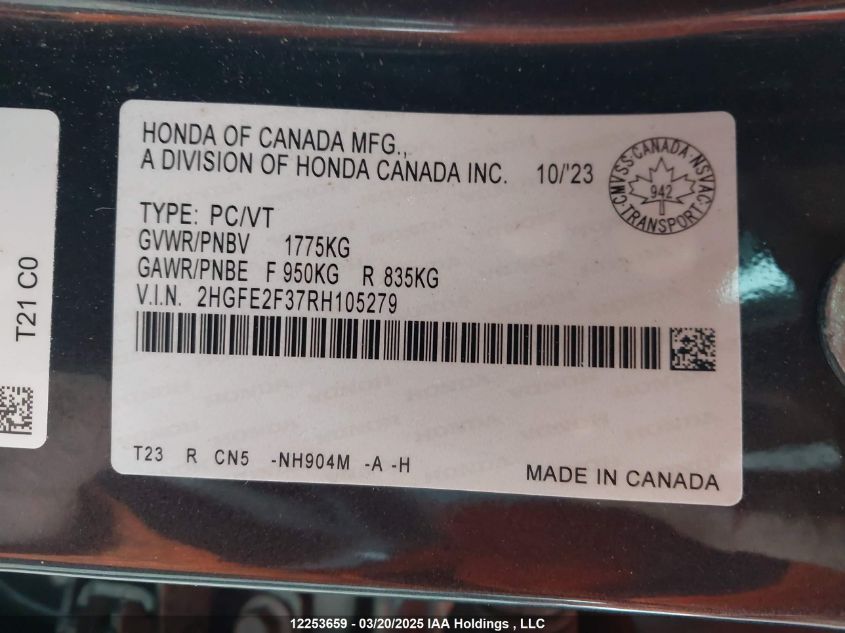 HONDA OF CANADA MFG.,
A DIVISION OF HONDA CANADA INC. 10/'23
CMVSS·CANADA·NSVAC
942
TRANSPORT
TYPE: PC/VT
GVWR/PNBV 1775KG
GAWR/PNBE F 950KG R 835KG
V.I.N. 2HGFE2F37RH105279
T23 R CN5 -NH904M -A -H
MADE IN CANADA
T21 C0
12253659 - 03/20/2025 IAA Holdings , LLC